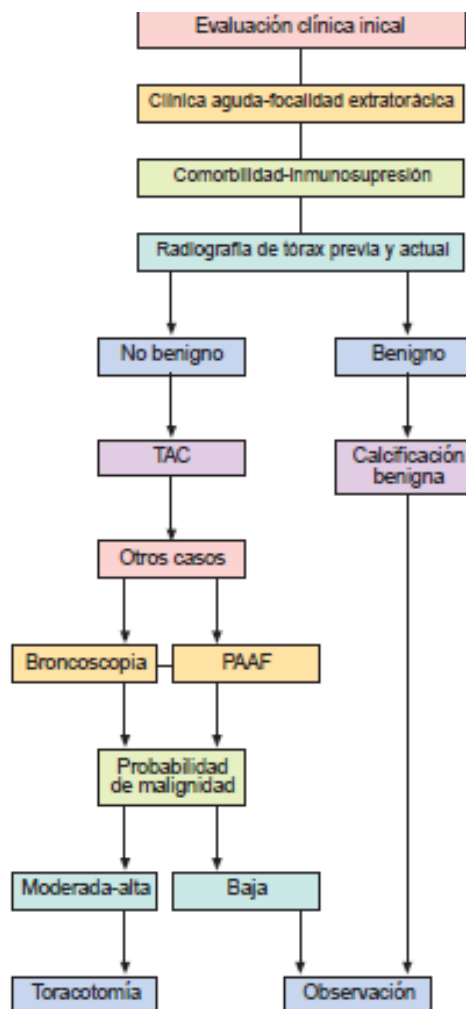 Evaluación clínica inical
Clínica aguda-focalidad extratorácica
Comorbilidad-inmunosupresión
Radiografía de tórax previa y actual
No benigno
Benigno
TAC
Calcificación
benigna
Otros casos
Broncoscopia
PAAF
Probabilidad
de malignidad
Moderada-alta
Baja
Toracotomía
Observación